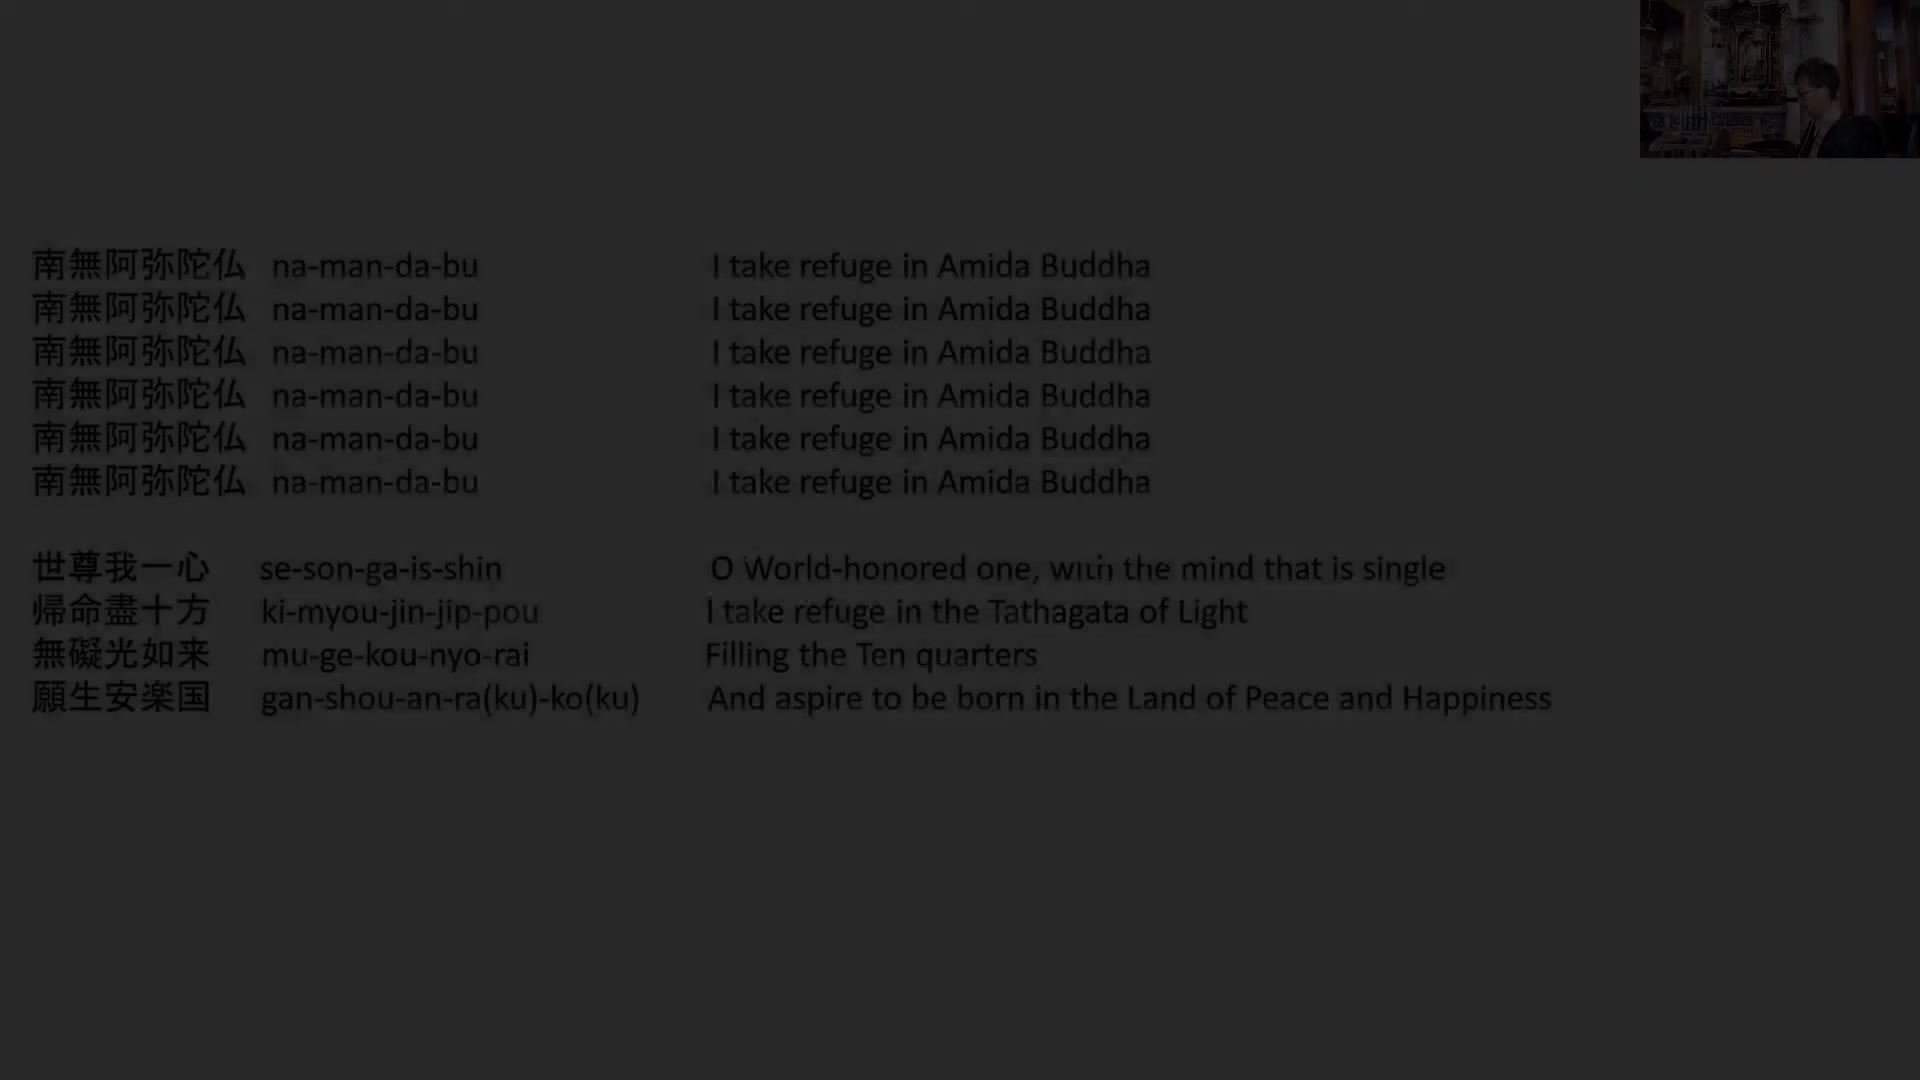 南無阿弥陀仏 na-man-da-bu I take refuge in Amida Buddha
南無阿弥陀仏 na-man-da-bu I take refuge in Amida Buddha
南無阿弥陀仏 na-man-da-bu I take refuge in Amida Buddha
南無阿弥陀仏 na-man-da-bu I take refuge in Amida Buddha
南無阿弥陀仏 na-man-da-bu I take refuge in Amida Buddha
南無阿弥陀仏 na-man-da-bu I take refuge in Amida Buddha
世尊我一心 se-son-ga-is-shin O World-honored one, with the mind that is single
帰命盡十方 ki-myou-jin-jip-pou I take refuge in the Tathagata of Light
無礙光如来 mu-ge-kou-nyo-rai Filling the Ten quarters
願生安楽国 gan-shou-an-ra(ku)-ko(ku) And aspire to be born in the Land of Peace and Happiness